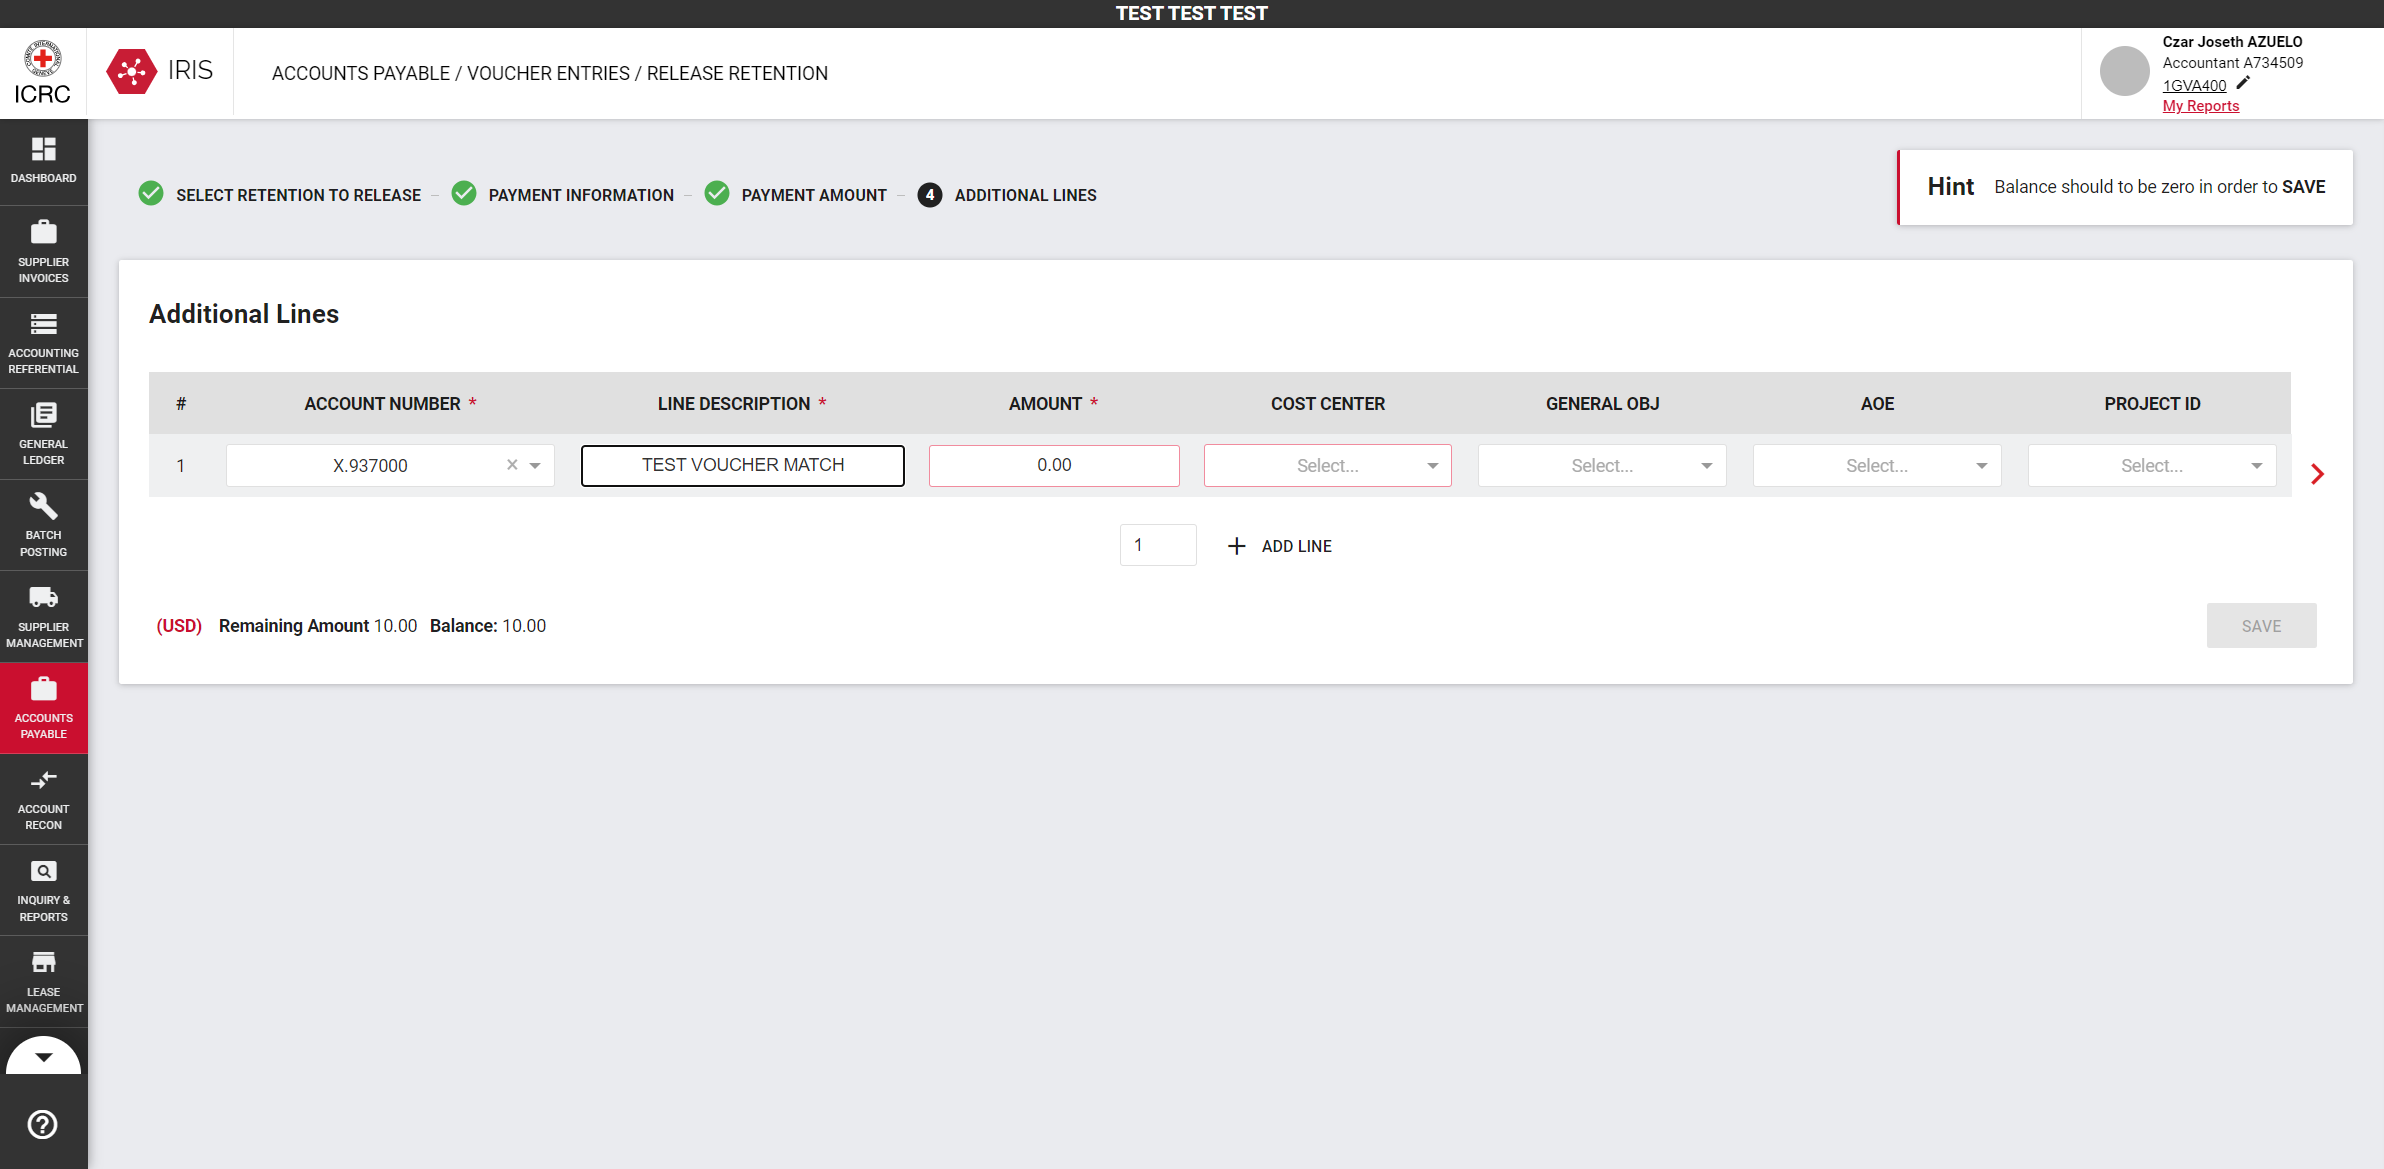 TEST TEST TEST
ICRC
IRIS
ACCOUNTS PAYABLE / VOUCHER ENTRIES / RELEASE RETENTION
Czar Joseth AZUELO
Accountant A734509
1GVA400
My Reports
DASHBOARD
SUPPLIER
INVOICES
ACCOUNTING
REFERENTIAL
GENERAL
LEDGER
BATCH
POSTING
SUPPLIER
MANAGEMENT
ACCOUNTS
PAYABLE
ACCOUNT
RECON
INQUIRY &
REPORTS
LEASE
MANAGEMENT
SELECT RETENTION TO RELEASE – PAYMENT INFORMATION – PAYMENT AMOUNT – 4 ADDITIONAL LINES
Hint Balance should to be zero in order to SAVE
Additional Lines
# ACCOUNT NUMBER * LINE DESCRIPTION * AMOUNT * COST CENTER GENERAL OBJ AOE PROJECT ID
1 X.937000 × TEST VOUCHER MATCH 0.00 Select... Select... Select... Select...
1 + ADD LINE
(USD) Remaining Amount 10.00 Balance: 10.00
SAVE